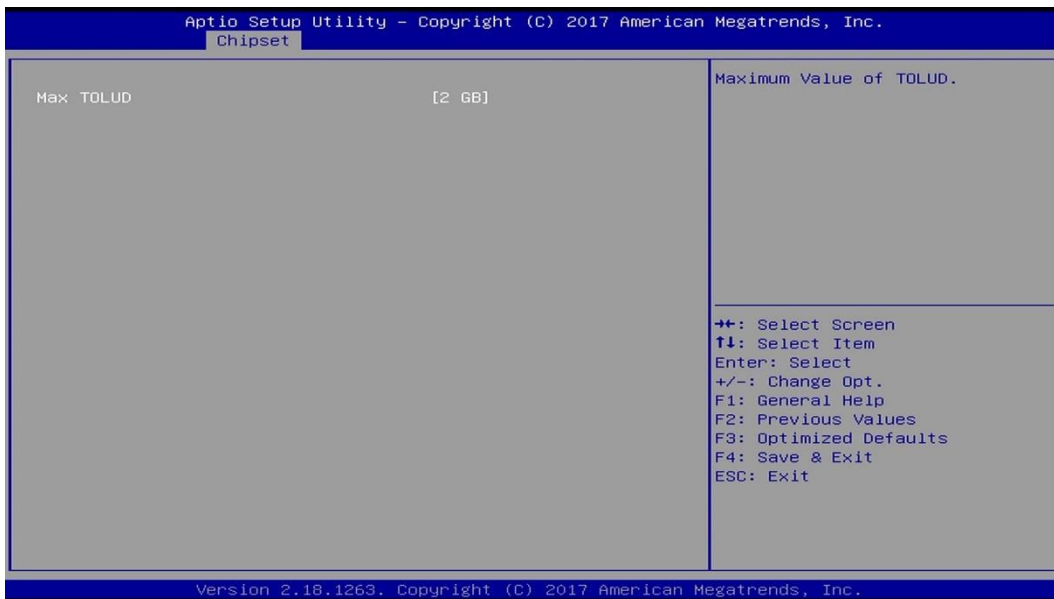 Aptio Setup Utility – Copyright (C) 2017 American Megatrends, Inc.
Chipset
Max TOLUD [2 GB]
Maximum Value of TOLUD.
→←: Select Screen
↑↓: Select Item
Enter: Select
+/-: Change Opt.
F1: General Help
F2: Previous Values
F3: Optimized Defaults
F4: Save & Exit
ESC: Exit
Version 2.18.1263. Copyright (C) 2017 American Megatrends, Inc.